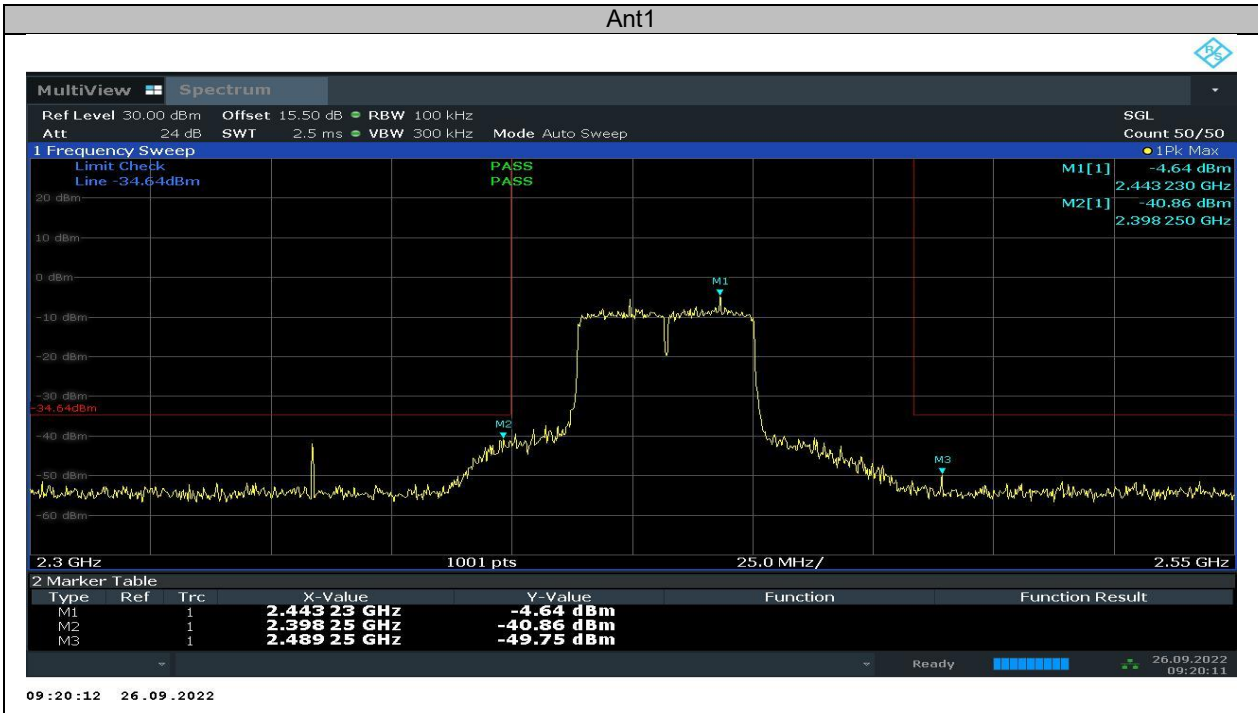 Ant1
R/S
MultiView Spectrum
Ref Level 30.00 dBm Offset 15.50 dB RBW 100 kHz SGL
Att 24 dB SWT 2.5 ms VBW 300 kHz Mode Auto Sweep Count 50/50
1 Frequency Sweep 1Pk Max
Limit Check PASS M1[1] -4.64 dBm
Line -34.64dBm PASS 2.443 230 GHz
20 dBm M2[1] -40.86 dBm
2.398 250 GHz
10 dBm
0 dBm
M1
-10 dBm
-20 dBm
-30 dBm
-34.64dBm
M2
-40 dBm
M3
-50 dBm
-60 dBm
2.3 GHz 1001 pts 25.0 MHz/ 2.55 GHz
2 Marker Table
Type Ref Trc X-Value Y-Value Function Function Result
M1 1 2.443 23 GHz -4.64 dBm
M2 1 2.398 25 GHz -40.86 dBm
M3 1 2.489 25 GHz -49.75 dBm
Ready 26.09.2022
09:20:11
09:20:12 26.09.2022